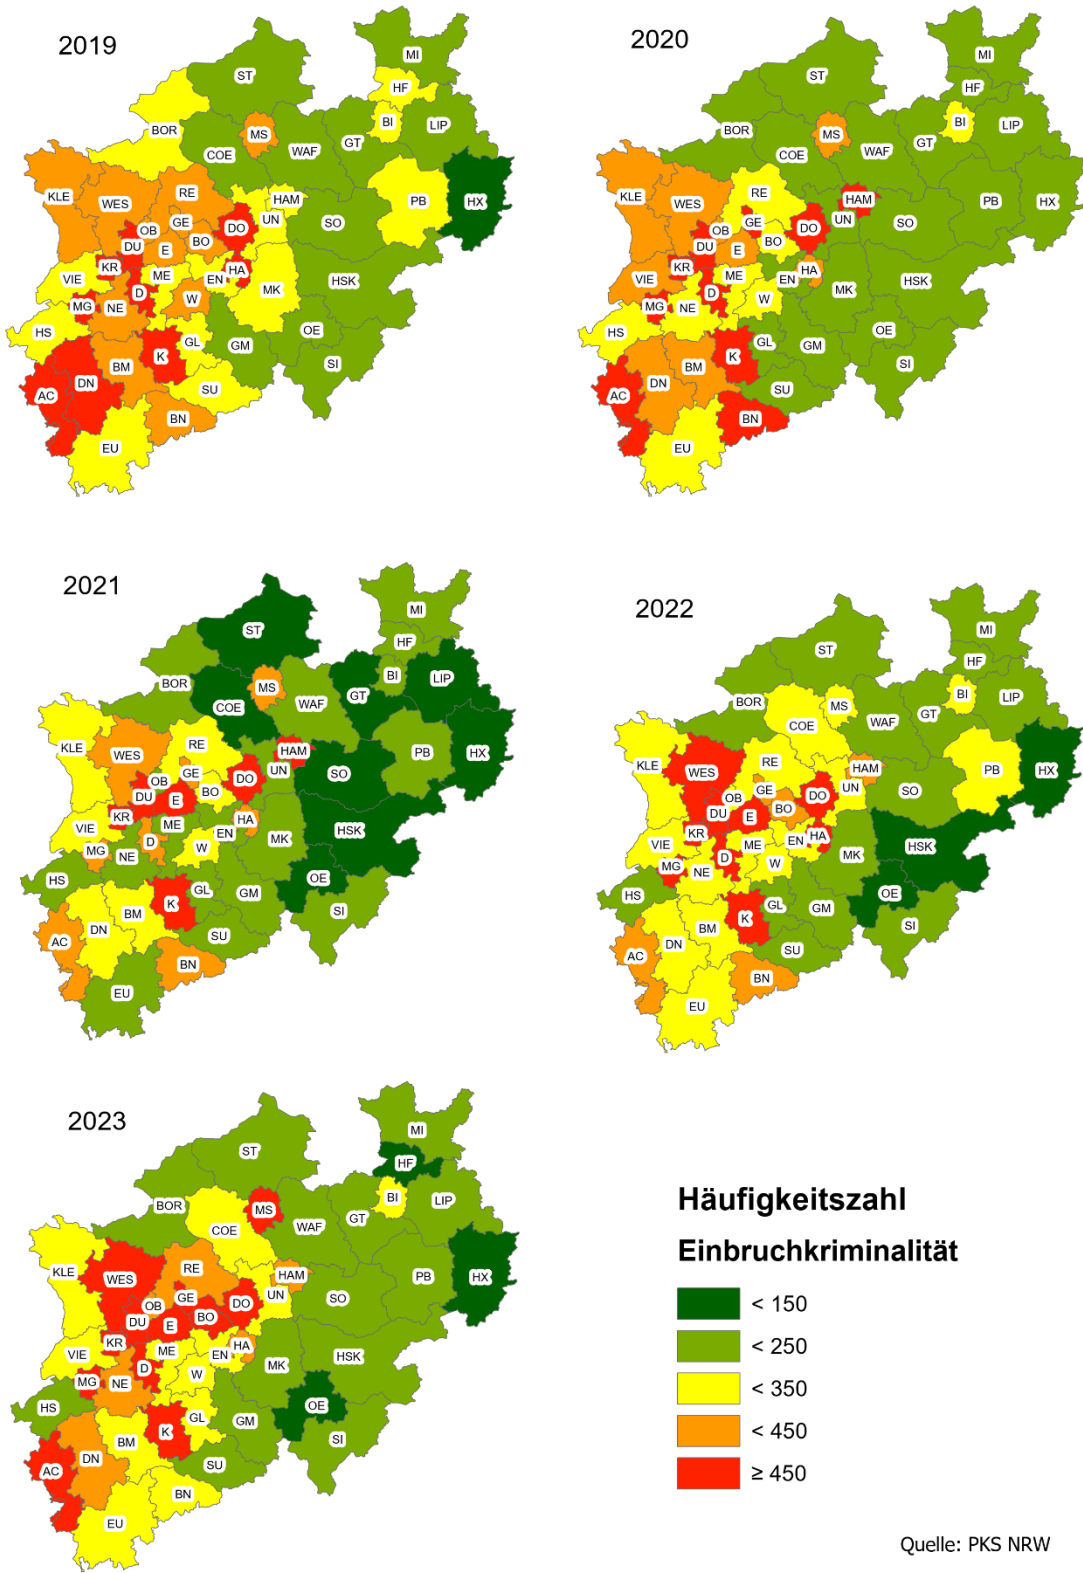 2019
MI
ST
HF
BOR
MS
BI
LIP
COE
WAF
GT
KLE
WES
RE
HAM
PB
HX
OB
GE
DO
UN
SO
DU
E
BO
KR
VIE
ME
EN
HA
HSK
MG
NE
D
W
MK
HS
K
GL
OE
GM
AC
DN
BM
SI
SU
BN
EU
2020
MI
ST
HF
BOR
MS
BI
LIP
COE
WAF
GT
KLE
WES
RE
HAM
PB
HX
OB
GE
DO
UN
SO
DU
E
BO
KR
VIE
ME
EN
HA
HSK
MG
NE
D
W
MK
HS
K
GL
OE
GM
AC
DN
BM
SI
SU
BN
EU
2021
MI
ST
HF
BOR
MS
BI
LIP
COE
WAF
GT
KLE
WES
RE
HAM
PB
HX
OB
GE
DO
UN
SO
DU
E
BO
KR
VIE
ME
EN
HA
HSK
MG
NE
D
W
MK
HS
K
GL
OE
GM
AC
DN
BM
SI
SU
BN
EU
2022
MI
ST
HF
BOR
MS
BI
LIP
COE
WAF
GT
KLE
WES
RE
HAM
PB
HX
OB
GE
DO
UN
SO
DU
E
BO
KR
VIE
ME
EN
HA
HSK
MG
NE
D
W
MK
HS
K
GL
OE
GM
AC
DN
BM
SI
SU
BN
EU
2023
MI
ST
HF
BOR
MS
BI
LIP
COE
WAF
GT
KLE
WES
RE
HAM
PB
HX
OB
GE
DO
UN
SO
DU
E
BO
KR
VIE
ME
EN
HA
HSK
MG
NE
D
W
MK
HS
K
GL
OE
GM
AC
DN
BM
SI
SU
BN
EU
Häufigkeitszahl
Einbruchkriminalität
< 150
< 250
< 350
< 450
≥ 450
Quelle: PKS NRW